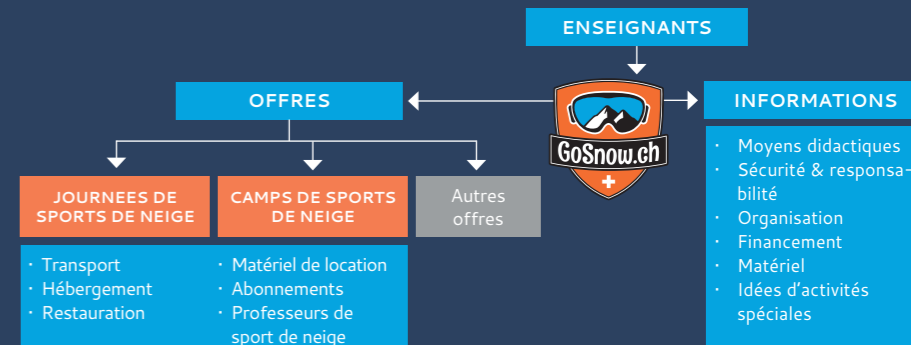 ENSEIGNANTS
OFFRES
GoSnow.ch
INFORMATIONS
JOURNEES DE
SPORTS DE NEIGE
CAMPS DE SPORTS
DE NEIGE
Autres
offres
· Transport
· Hébergement
· Restauration
· Matériel de location
· Abonnements
· Professeurs de
sport de neige
· Moyens didactiques
· Sécurité & responsa-
bilité
· Organisation
· Financement
· Matériel
· Idées d’activités
spéciales